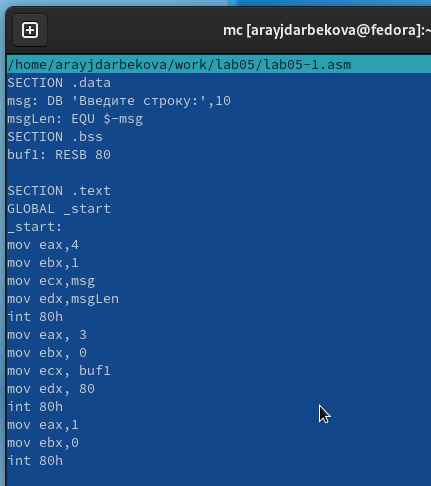 mc [arayjdarbekova@fedora]:~
/home/arayjdarbekova/work/lab05/lab05-1.asm
SECTION .data
msg: DB 'Введите строку:',10
msgLen: EQU $-msg
SECTION .bss
buf1: RESB 80
SECTION .text
GLOBAL _start
_start:
mov eax,4
mov ebx,1
mov ecx,msg
mov edx,msgLen
int 80h
mov eax, 3
mov ebx, 0
mov ecx, buf1
mov edx, 80
int 80h
mov eax,1
mov ebx,0
int 80h